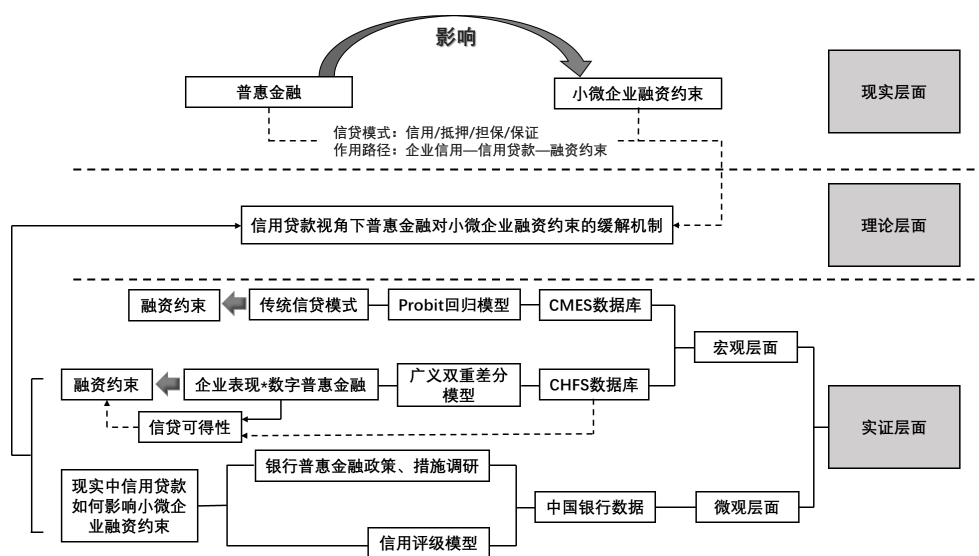 影响
普惠金融
小微企业融资约束
现实层面
信贷模式：信用/抵押/担保/保证
作用路径：企业信用—信用贷款—融资约束
信用贷款视角下普惠金融对小微企业融资约束的缓解机制
理论层面
融资约束
传统信贷模式
Probit回归模型
CMES数据库
宏观层面
融资约束
企业表现*数字普惠金融
广义双重差分
模型
CHFS数据库
信贷可得性
实证层面
银行普惠金融政策、措施调研
现实中信用贷款
如何影响小微企
业融资约束
中国银行数据
微观层面
信用评级模型